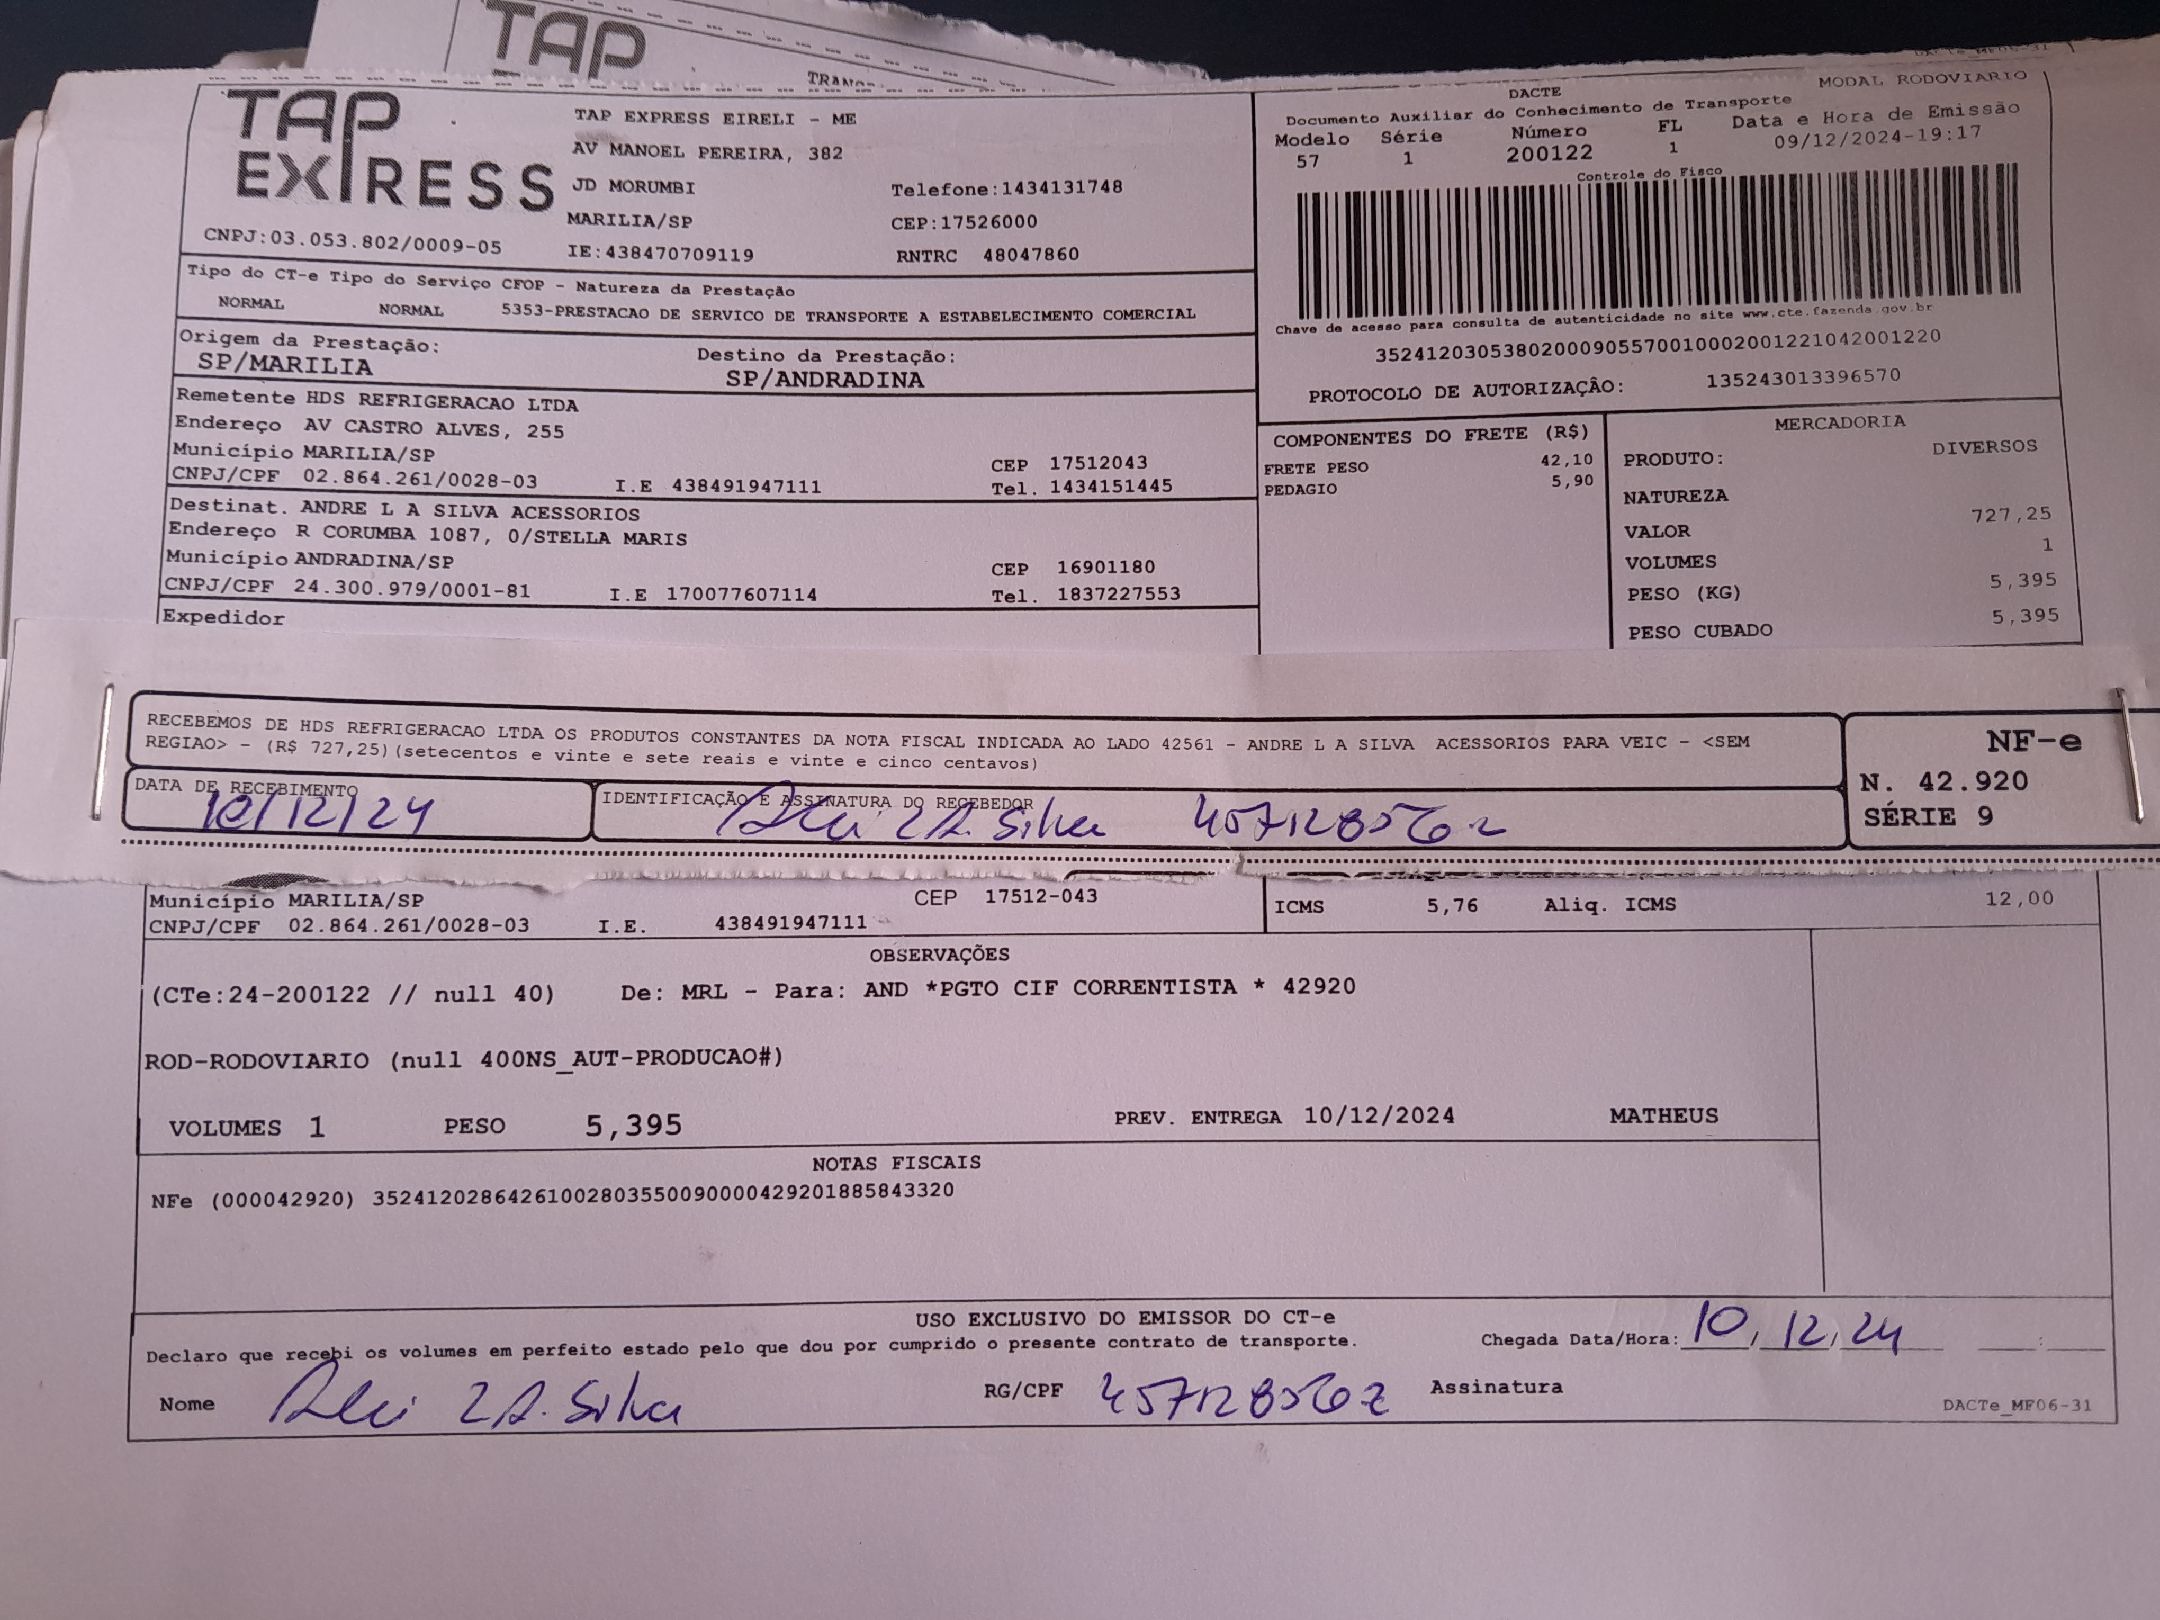 TAP
TRANS
TAP
EXPRESS
TAP EXPRESS EIRELI - ME
AV MANOEL PEREIRA, 382
JD MORUMBI
Telefone:1434131748
MARILIA/SP
CEP:17526000
CNPJ:03.053.802/0009-05
IE:438470709119
RNTRC 48047860
MODAL RODOVIARIO
DACTE
Documento Auxiliar do Conhecimento de Transporte
Modelo Série Número FL Data e Hora de Emissão
57 1 200122 1 09/12/2024-19:17
Controle do Fisco
Chave de acesso para consulta de autenticidade no site www.cte.fazenda.gov.br
35241203053802000905570010002001221042001220
PROTOCOLO DE AUTORIZAÇÃO: 135243013396570
Tipo do CT-e Tipo do Serviço CFOP - Natureza da Prestação
NORMAL NORMAL 5353-PRESTACAO DE SERVICO DE TRANSPORTE A ESTABELECIMENTO COMERCIAL
Origem da Prestação: Destino da Prestação:
SP/MARILIA SP/ANDRADINA
Remetente HDS REFRIGERACAO LTDA
Endereço AV CASTRO ALVES, 255
Município MARILIA/SP CEP 17512043
CNPJ/CPF 02.864.261/0028-03 I.E 438491947111 Tel. 1434151445
Destinat. ANDRE L A SILVA ACESSORIOS
Endereço R CORUMBA 1087, 0/STELLA MARIS
Município ANDRADINA/SP CEP 16901180
CNPJ/CPF 24.300.979/0001-81 I.E 170077607114 Tel. 1837227553
Expedidor
COMPONENTES DO FRETE (R$)
FRETE PESO 42,10
PEDAGIO 5,90
MERCADORIA
PRODUTO: DIVERSOS
NATUREZA
VALOR 727,25
VOLUMES 1
PESO (KG) 5,395
PESO CUBADO 5,395
RECEBEMOS DE HDS REFRIGERACAO LTDA OS PRODUTOS CONSTANTES DA NOTA FISCAL INDICADA AO LADO 42561 - ANDRE L A SILVA ACESSORIOS PARA VEIC - <SEM
REGIAO> - (R$ 727,25)(setecentos e vinte e sete reais e vinte e cinco centavos)
DATA DE RECEBIMENTO
10/12/24
IDENTIFICAÇÃO E ASSINATURA DO RECEBEDOR
L A. Silva
NF-e
N. 42.920
SÉRIE 9
Município MARILIA/SP CEP 17512-043
CNPJ/CPF 02.864.261/0028-03 I.E. 438491947111
ICMS 5,76 Aliq. ICMS 12,00
OBSERVAÇÕES
(CTe:24-200122 // null 40) De: MRL - Para: AND *PGTO CIF CORRENTISTA * 42920
ROD-RODOVIARIO (null 400NS_AUT-PRODUCAO#)
VOLUMES 1 PESO 5,395 PREV. ENTREGA 10/12/2024 MATHEUS
NOTAS FISCAIS
NFe (000042920) 35241202864261002803550090000429201885843320
USO EXCLUSIVO DO EMISSOR DO CT-e
Declaro que recebi os volumes em perfeito estado pelo que dou por cumprido o presente contrato de transporte. Chegada Data/Hora: 10, 12, 24 :
Nome L A. Silva RG/CPF Assinatura
DACTe_MF06-31